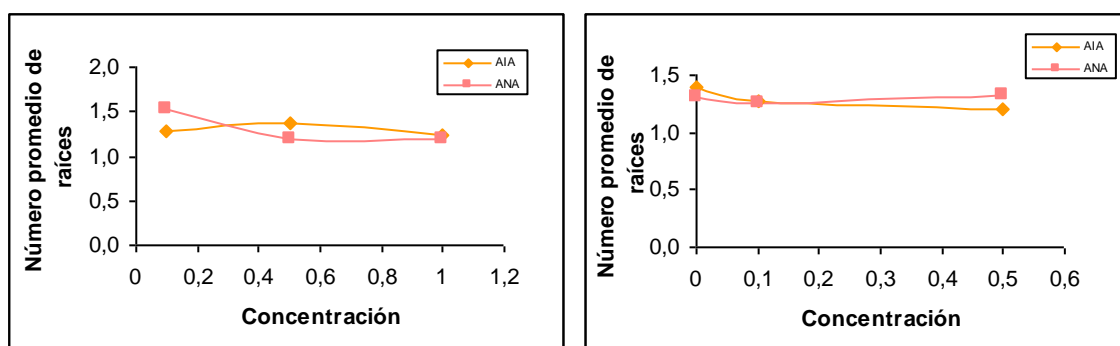 AIA
ANA
2,0
1,5
1,0
0,5
0,0
Número promedio de
raíces
0 0,2 0,4 0,6 0,8 1 1,2
Concentración
AIA
ANA
1,5
1,0
0,5
0,0
Número promedio de
raíces
0 0,1 0,2 0,3 0,4 0,5 0,6
Concentración